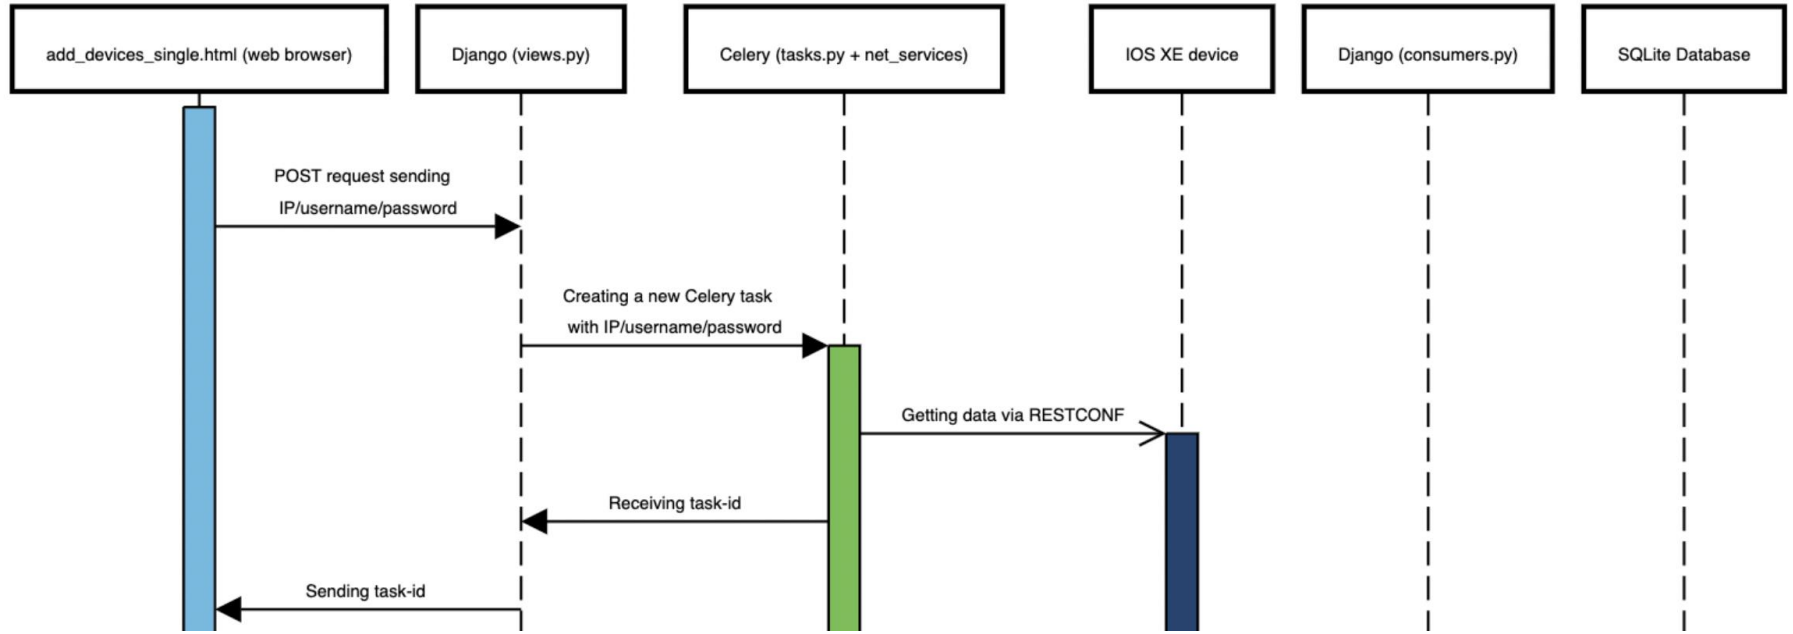 add_devices_single.html (web browser)
Django (views.py)
Celery (tasks.py + net_services)
IOS XE device
Django (consumers.py)
SQLite Database
POST request sending
IP/username/password
Creating a new Celery task
with IP/username/password
Getting data via RESTCONF
Receiving task-id
Sending task-id